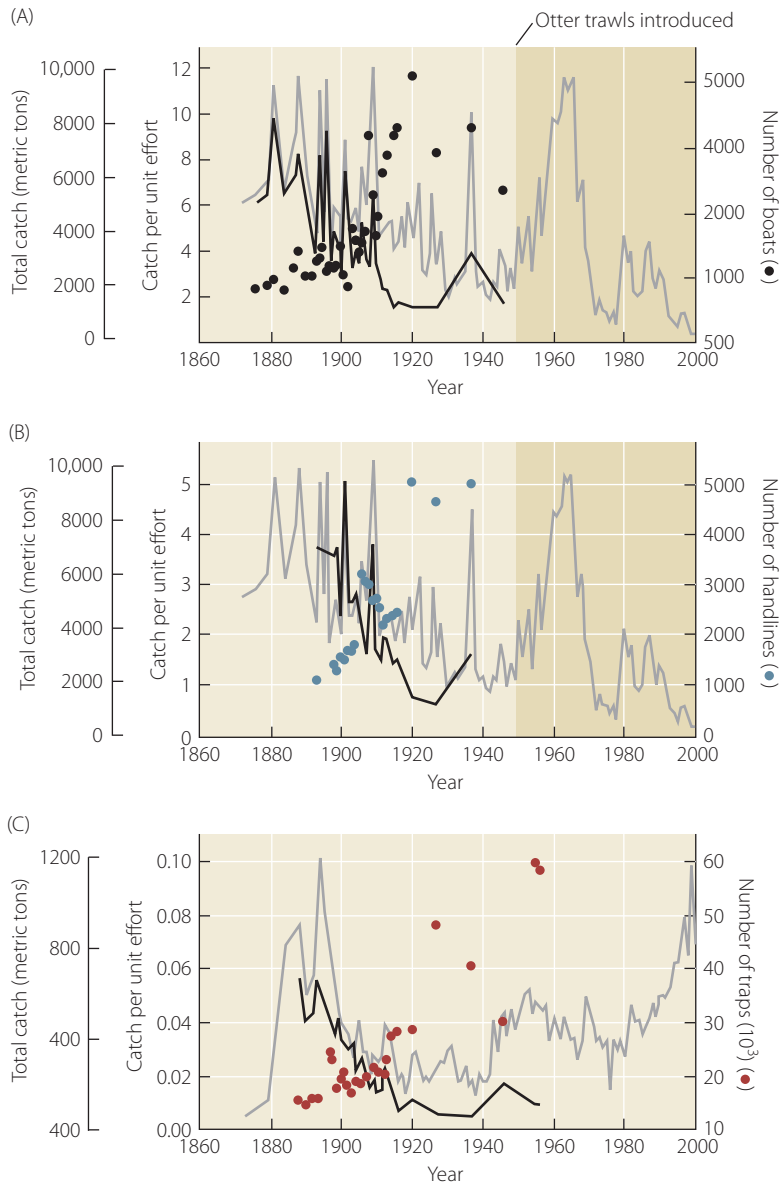 (A)
Otter trawls introduced
Total catch (metric tons)
10,000
8000
6000
4000
2000
0
Catch per unit effort
12
10
8
6
4
2
5000
4000
2000
1000
500
Number of boats (●)
1860 1880 1900 1920 1940 1960 1980 2000
Year
(B)
Total catch (metric tons)
10,000
8000
6000
4000
2000
0
Catch per unit effort
5
4
3
2
1
0
5000
4000
3000
2000
1000
0
Number of handlines (●)
1860 1880 1900 1920 1940 1960 1980 2000
Year
(C)
Total catch (metric tons)
1200
800
400
400
Catch per unit effort
0.10
0.08
0.06
0.04
0.02
0.00
60
50
40
30
20
10
Number of traps (10³) (●)
1860 1880 1900 1920 1940 1960 1980 2000
Year